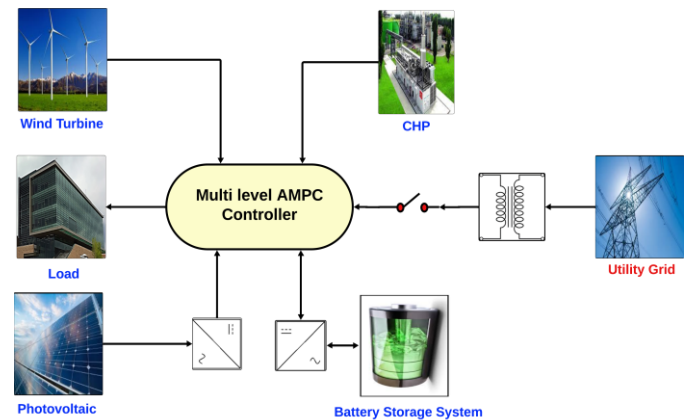 Wind Turbine
CHP
Multi level AMPC
Controller
Load
Utility Grid
Photovoltaic
Battery Storage System